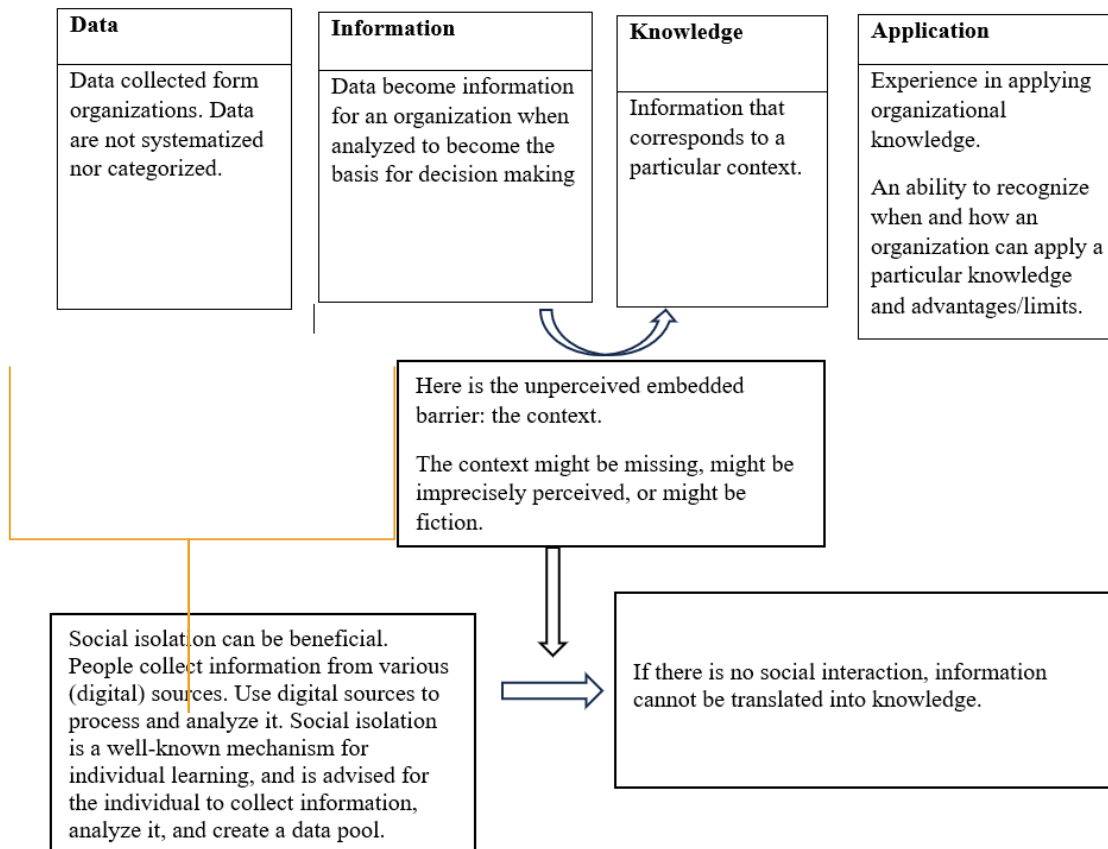 Data
Data collected form
organizations. Data
are not systematized
nor categorized.
Information
Data become information
for an organization when
analyzed to become the
basis for decision making
Knowledge
Information that
corresponds to a
particular context.
Application
Experience in applying
organizational
knowledge.
An ability to recognize
when and how an
organization can apply a
particular knowledge
and advantages/limits.
Here is the unperceived embedded
barrier: the context.
The context might be missing, might be
imprecisely perceived, or might be
fiction.
Social isolation can be beneficial.
People collect information from various
(digital) sources. Use digital sources to
process and analyze it. Social isolation
is a well-known mechanism for
individual learning, and is advised for
the individual to collect information,
analyze it, and create a data pool.
If there is no social interaction, information
cannot be translated into knowledge.